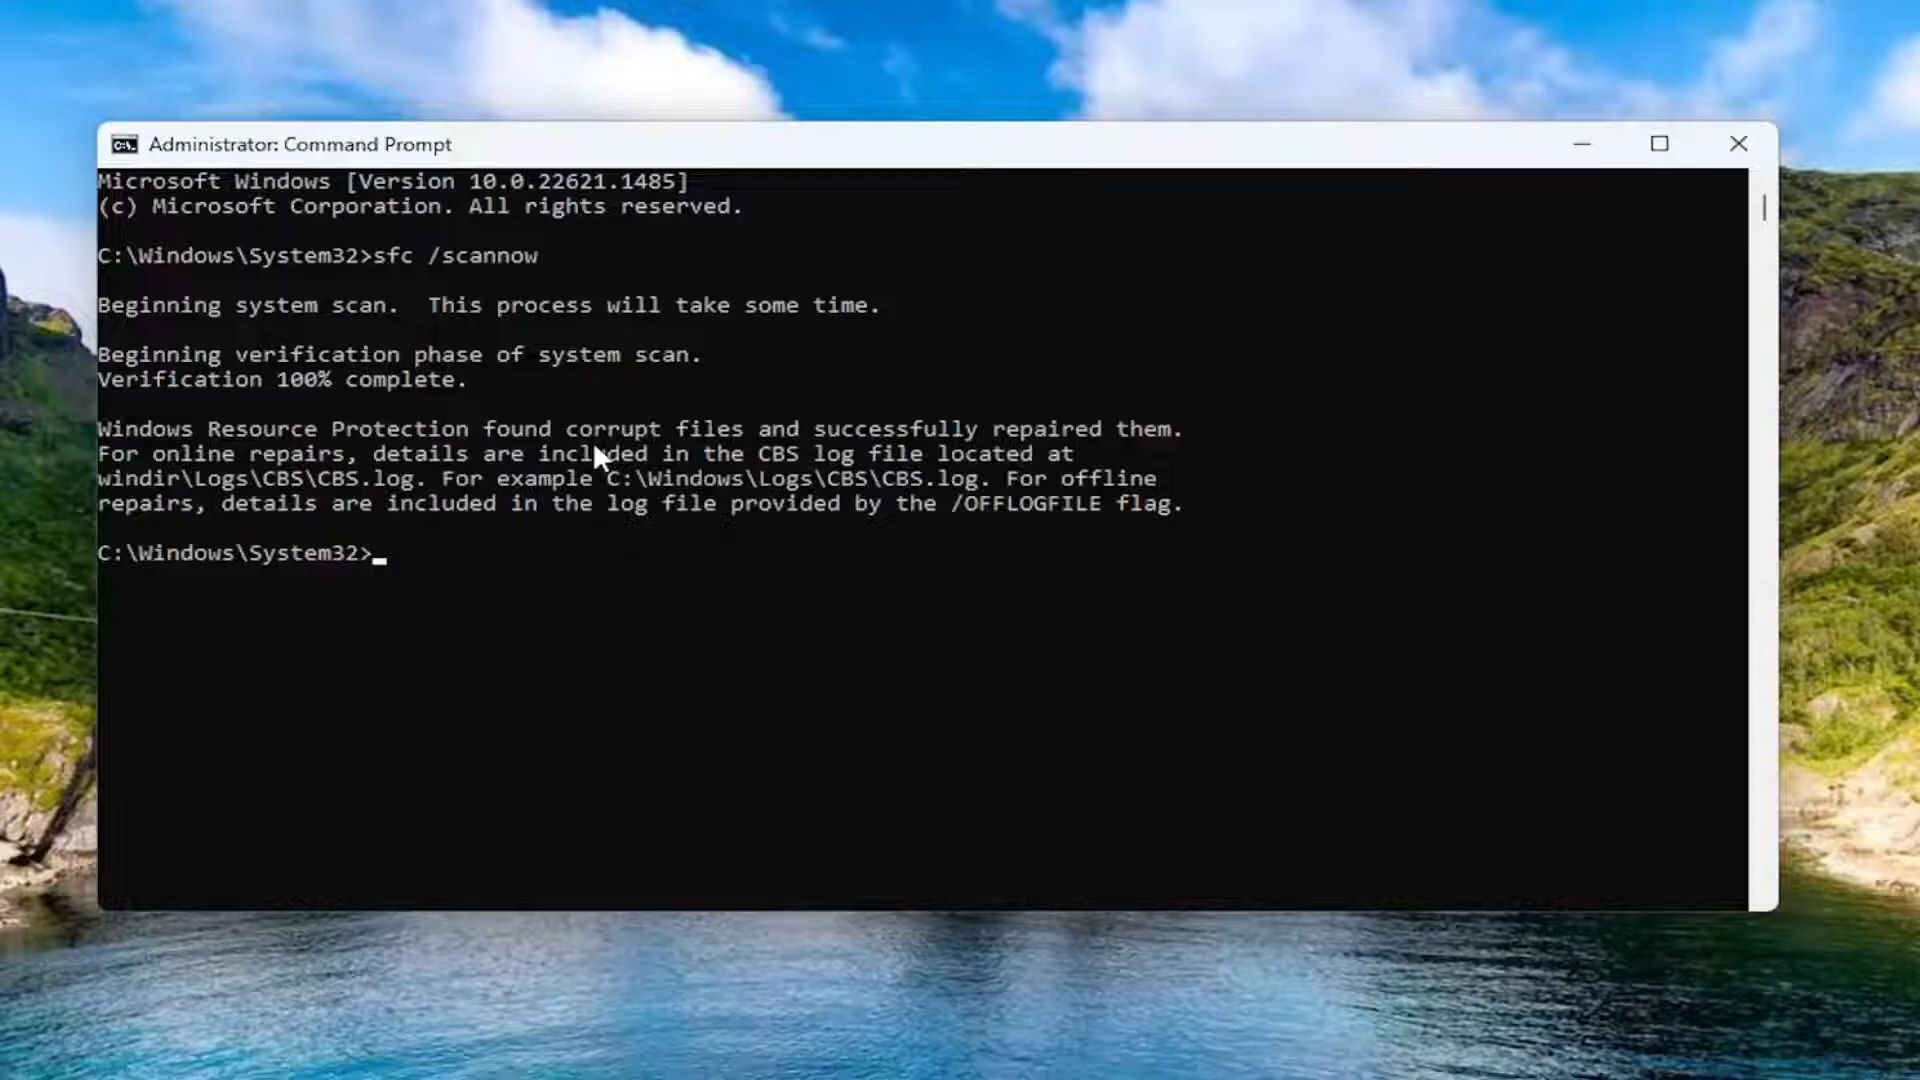 Administrator: Command Prompt
Microsoft Windows [Version 10.0.22621.1485]
(c) Microsoft Corporation. All rights reserved.
C:\Windows\System32>sfc /scannow
Beginning system scan.  This process will take some time.
Beginning verification phase of system scan.
Verification 100% complete.
Windows Resource Protection found corrupt files and successfully repaired them.
For online repairs, details are included in the CBS log file located at
windir\Logs\CBS\CBS.log. For example C:\Windows\Logs\CBS\CBS.log. For offline
repairs, details are included in the log file provided by the /OFFLOGFILE flag.
C:\Windows\System32>